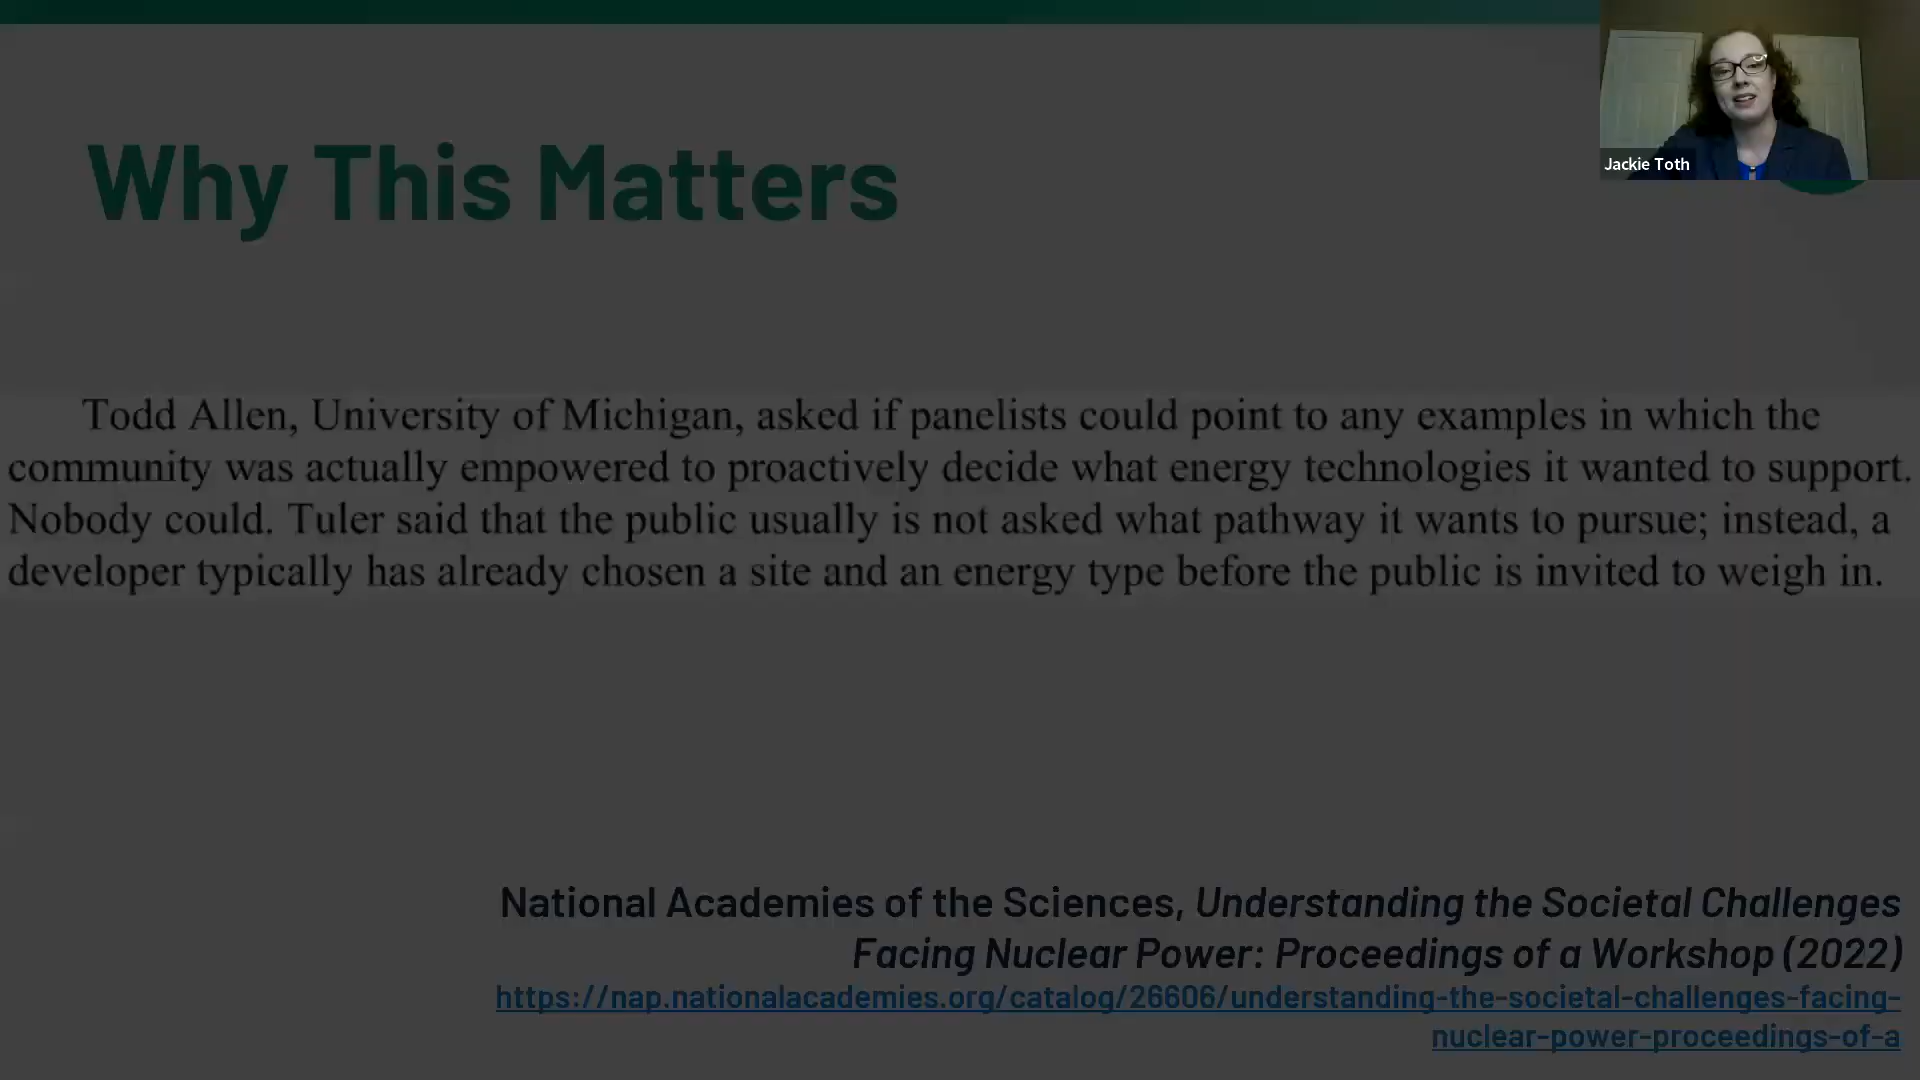 Jackie Toth
Why This Matters
Todd Allen, University of Michigan, asked if panelists could point to any examples in which the
community was actually empowered to proactively decide what energy technologies it wanted to support.
Nobody could. Tuler said that the public usually is not asked what pathway it wants to pursue; instead, a
developer typically has already chosen a site and an energy type before the public is invited to weigh in.
National Academies of the Sciences, Understanding the Societal Challenges
Facing Nuclear Power: Proceedings of a Workshop (2022)
https://nap.nationalacademies.org/catalog/26606/understanding-the-societal-challenges-facing-
nuclear-power-proceedings-of-a